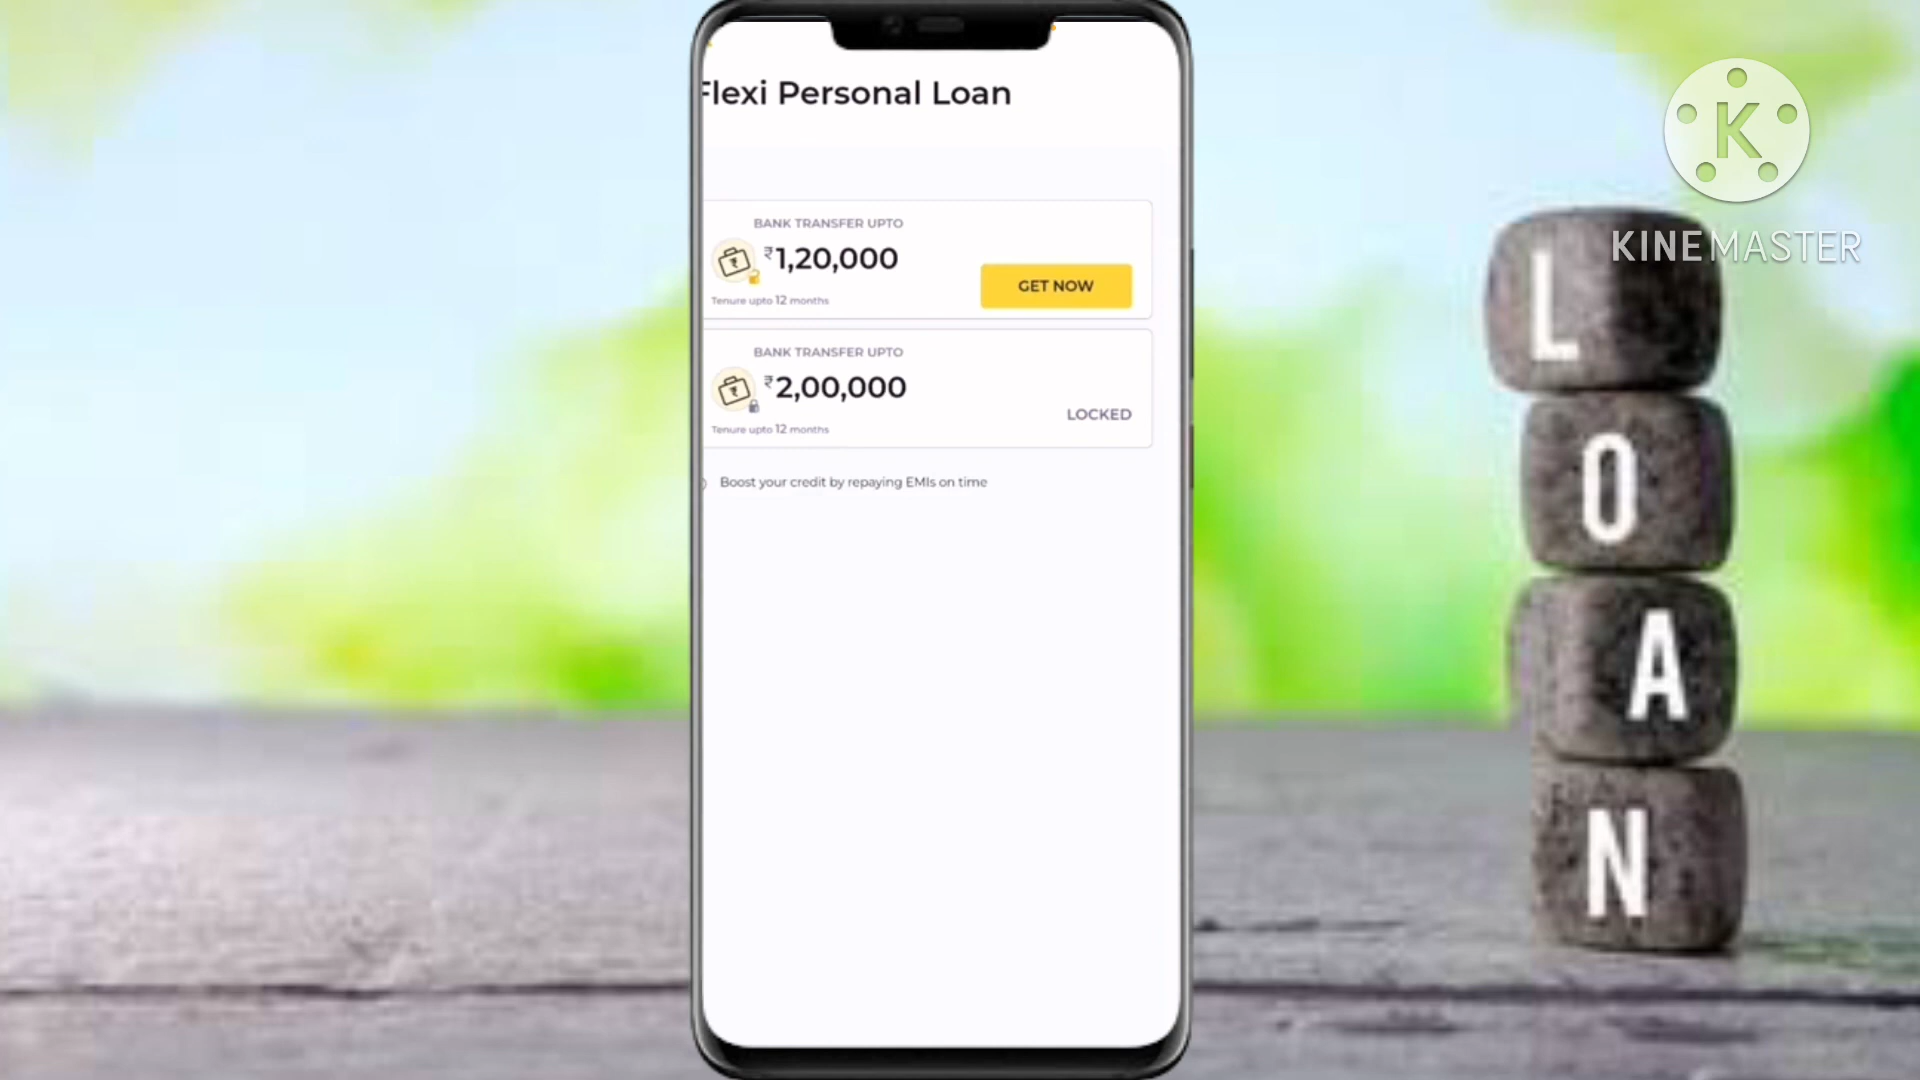 Flexi Personal Loan
BANK TRANSFER UPTO
₹1,20,000
GET NOW
Tenure upto 12 months
BANK TRANSFER UPTO
₹2,00,000
LOCKED
Tenure upto 12 months
Boost your credit by repaying EMIs on time
K
KINEMASTER
L
O
A
N